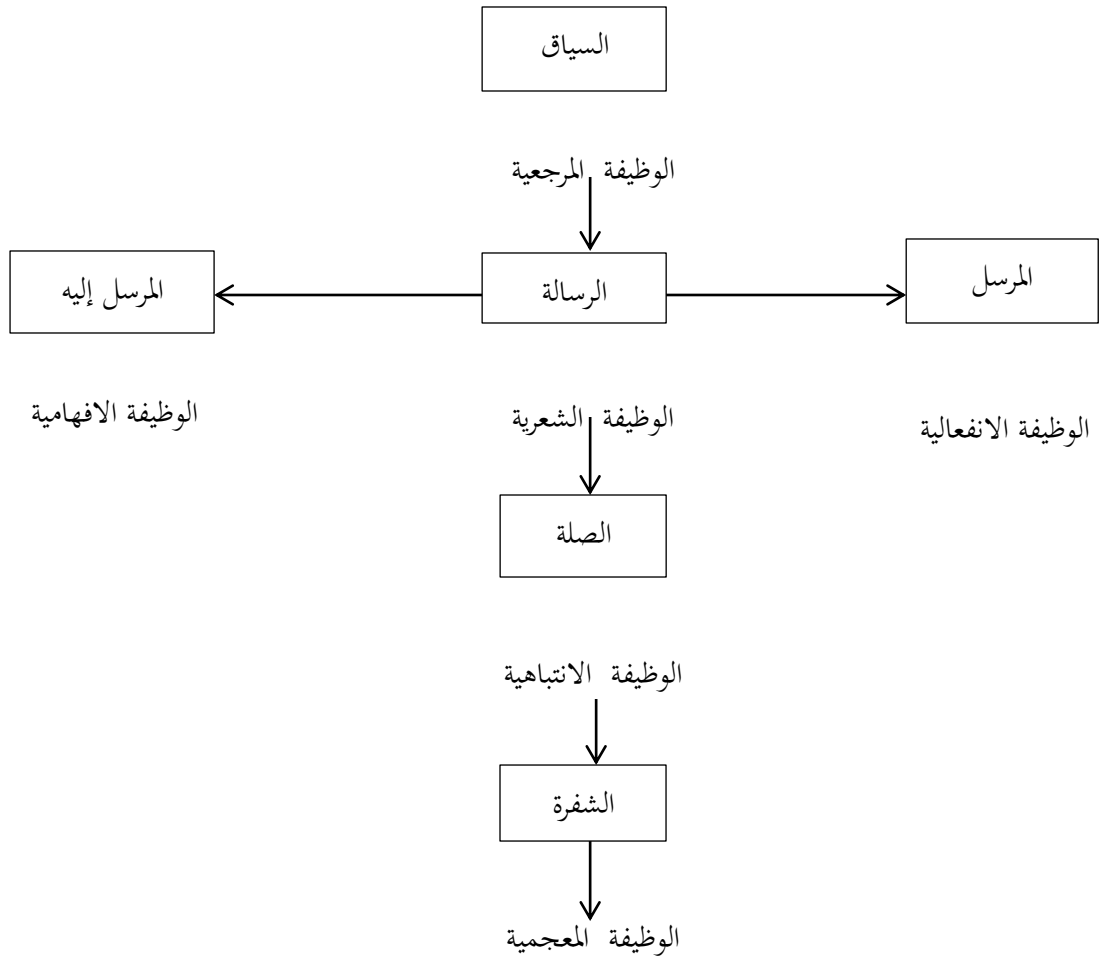 السياق
الوظيفة المرجعية
المرسل
الرسالة
المرسل إليه
الوظيفة الانفعالية
الوظيفة الشعرية
الوظيفة الافهامية
الصلة
الوظيفة الانتباهية
الشفرة
الوظيفة المعجمية